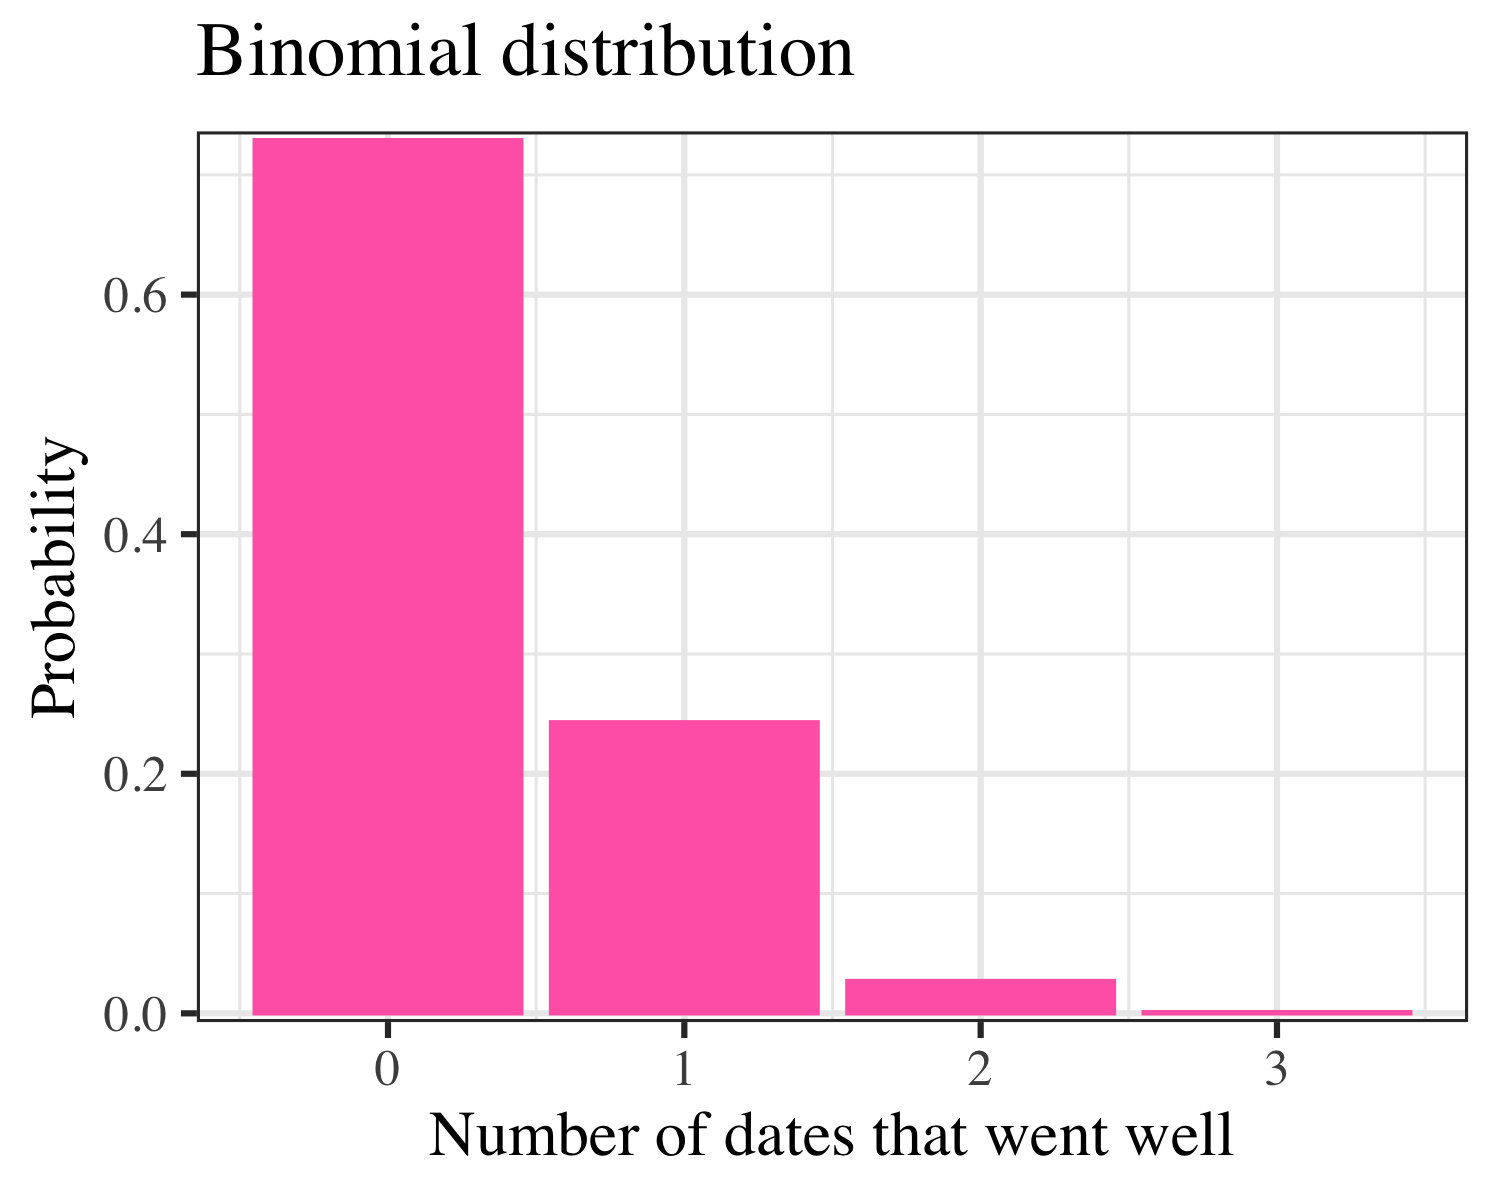 Binomial distribution
Probability
0.6
0.4
0.2
0.0
0 1 2 3
Number of dates that went well